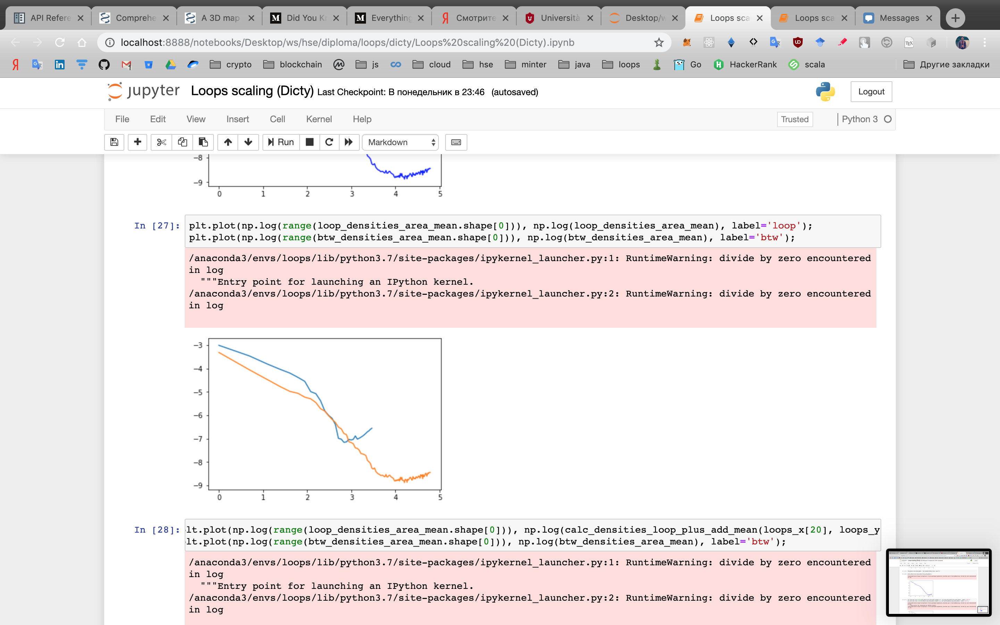 API Refere
Comprehe
A 3D map
Did You K
Everything
Смотрите
Università
Desktop/w
Loops sca
Loops sca
Messages
localhost:8888/notebooks/Desktop/ws/hse/diploma/loops/dicty/Loops%20scaling%20(Dicty).ipynb
crypto blockchain js cloud hse minter java loops Go HackerRank scala Другие закладки
jupyter Loops scaling (Dicty) Last Checkpoint: В понедельник в 23:46 (autosaved)
Logout
File Edit View Insert Cell Kernel Help Trusted Python 3
Run Markdown
−8
−9
0 1 2 3 4 5
In [27]: plt.plot(np.log(range(loop_densities_area_mean.shape[0])), np.log(loop_densities_area_mean), label='loop');
plt.plot(np.log(range(btw_densities_area_mean.shape[0])), np.log(btw_densities_area_mean), label='btw');
/anaconda3/envs/loops/lib/python3.7/site-packages/ipykernel_launcher.py:1: RuntimeWarning: divide by zero encountered
in log
"""Entry point for launching an IPython kernel.
/anaconda3/envs/loops/lib/python3.7/site-packages/ipykernel_launcher.py:2: RuntimeWarning: divide by zero encountered
in log
−3
−4
−5
−6
−7
−8
−9
0 1 2 3 4 5
In [28]: lt.plot(np.log(range(loop_densities_area_mean.shape[0])), np.log(calc_densities_loop_plus_add_mean(loops_x[20], loops_y
lt.plot(np.log(range(btw_densities_area_mean.shape[0])), np.log(btw_densities_area_mean), label='btw');
/anaconda3/envs/loops/lib/python3.7/site-packages/ipykernel_launcher.py:1: RuntimeWarning: divide by zero encountered
in log
"""Entry point for launching an IPython kernel.
/anaconda3/envs/loops/lib/python3.7/site-packages/ipykernel_launcher.py:2: RuntimeWarning: divide by zero encountered
in log